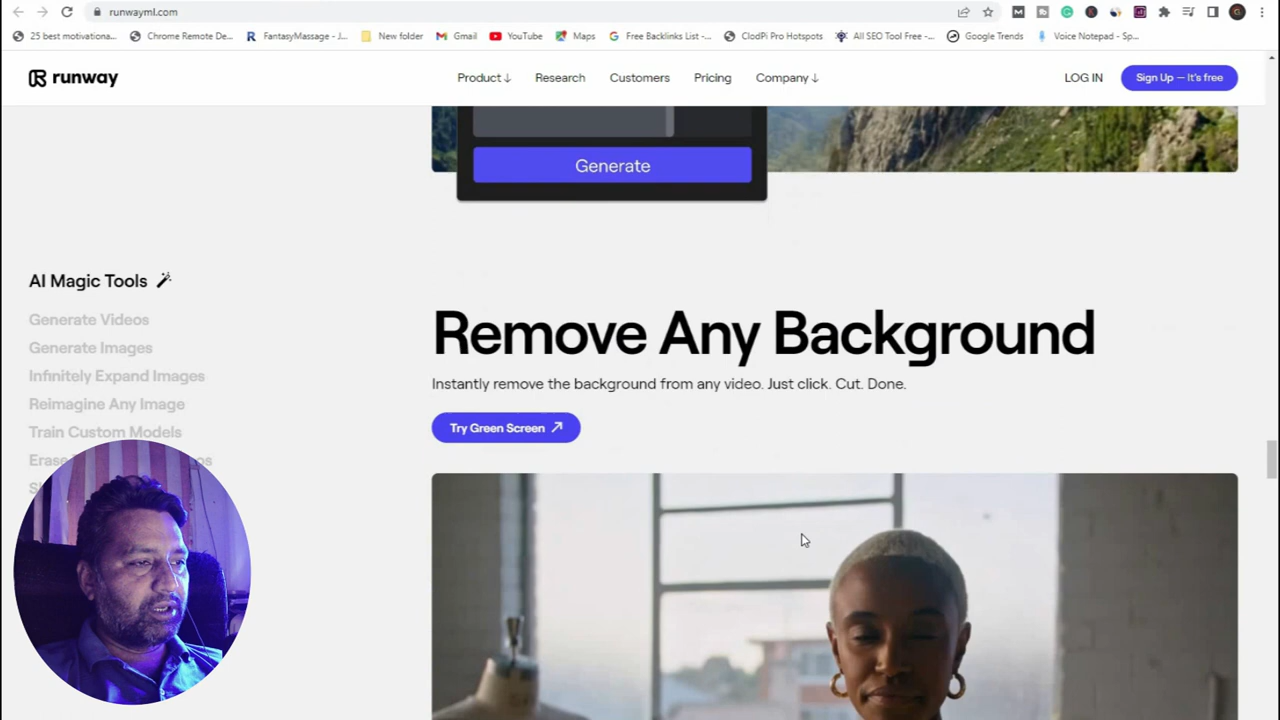 runwayml.com
25 best motivationa... Chrome Remote De... FantasyMassage - J... New folder Gmail YouTube Maps Free Backlinks List -... ClodPi Pro Hotspots All SEO Tool Free -... Google Trends Voice Notepad - Sp...
runway Product Research Customers Pricing Company LOG IN Sign Up — It's free
Generate
AI Magic Tools
Generate Videos
Generate Images
Infinitely Expand Images
Reimagine Any Image
Train Custom Models
Erase
Remove Any Background
Instantly remove the background from any video. Just click. Cut. Done.
Try Green Screen